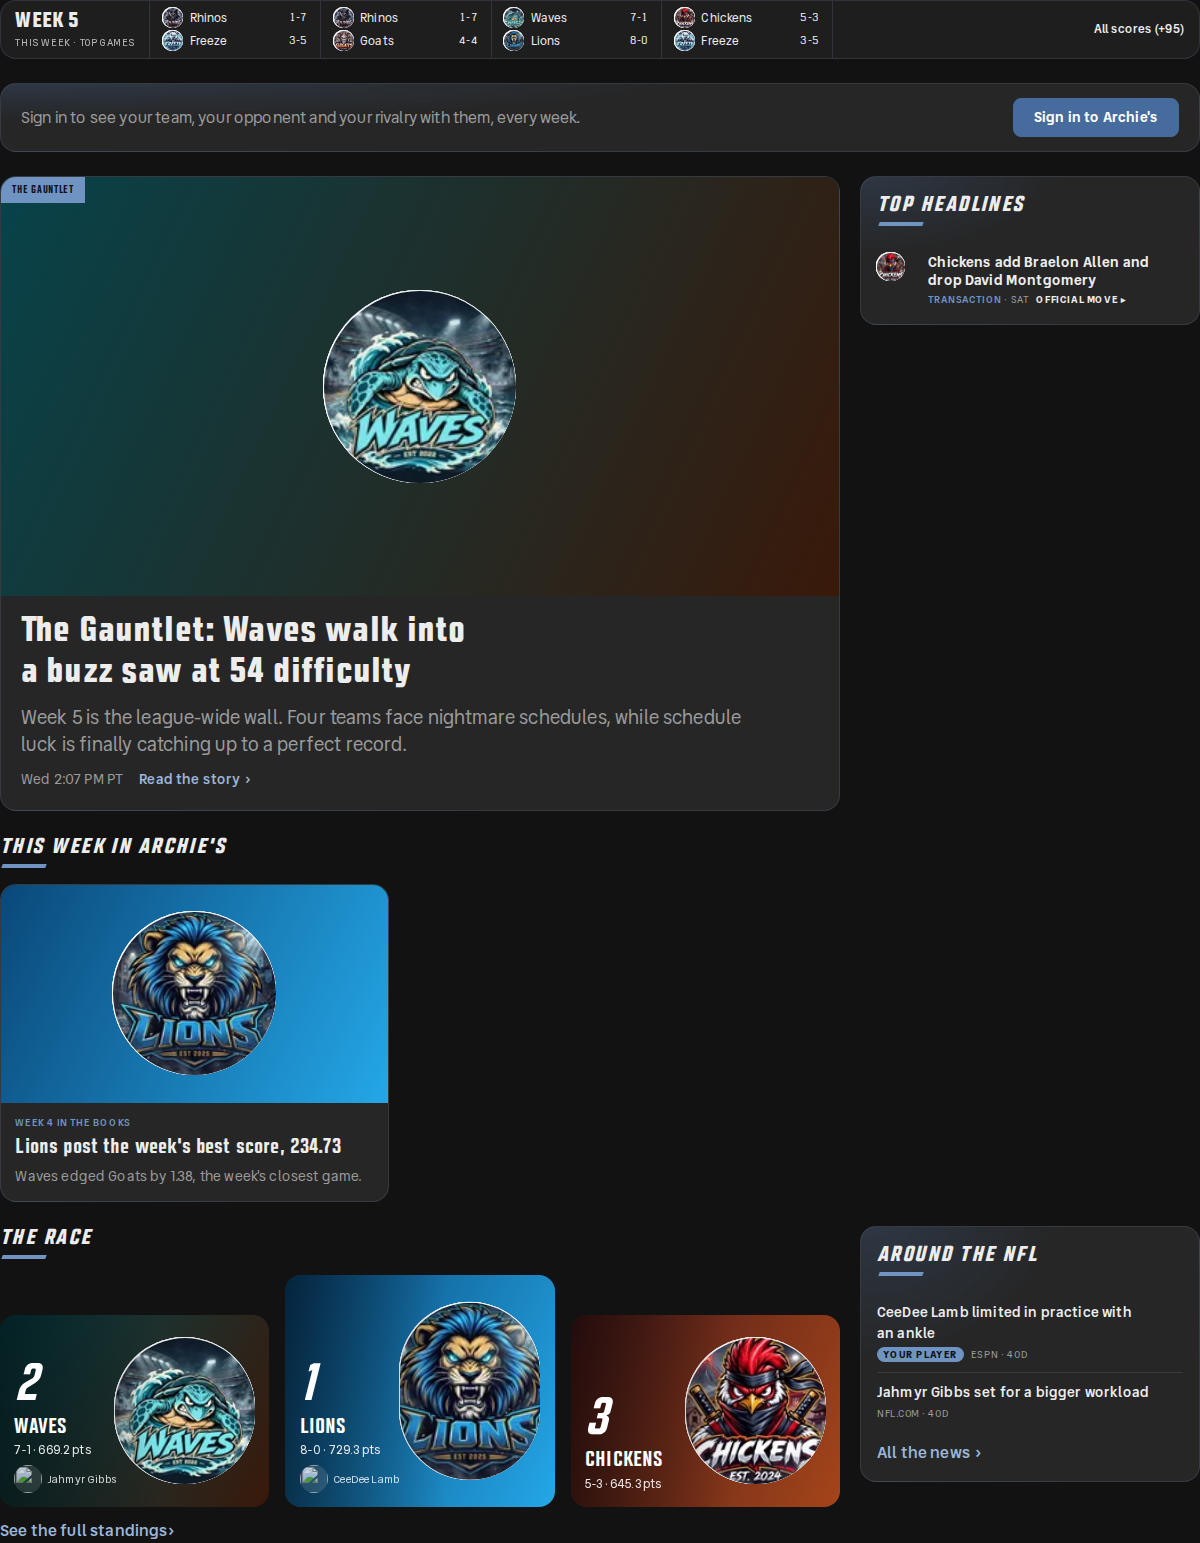 WEEK 5
THIS WEEK · TOP GAMES
Rhinos 1-7
Freeze 3-5
Rhinos 1-7
Goats 4-4
Waves 7-1
Lions 8-0
Chickens 5-3
Freeze 3-5
All scores (+95)
Sign in to see your team, your opponent and your rivalry with them, every week.
Sign in to Archie's
THE GAUNTLET
WAVES
EST 2022
The Gauntlet: Waves walk into
a buzz saw at 54 difficulty
Week 5 is the league-wide wall. Four teams face nightmare schedules, while schedule
luck is finally catching up to a perfect record.
Wed 2:07 PM PT Read the story ›
TOP HEADLINES
CHICKENS
Chickens add Braelon Allen and
drop David Montgomery
TRANSACTION · SAT OFFICIAL MOVE ▸
THIS WEEK IN ARCHIE'S
LIONS
EST 2025
WEEK 4 IN THE BOOKS
Lions post the week's best score, 234.73
Waves edged Goats by 1.38, the week's closest game.
THE RACE
2
WAVES
7-1 · 669.2 pts
Jahmyr Gibbs
WAVES
EST 2022
1
LIONS
8-0 · 729.3 pts
CeeDee Lamb
LIONS
EST 2025
3
CHICKENS
5-3 · 645.3 pts
CHICKENS
EST. 2024
See the full standings›
AROUND THE NFL
CeeDee Lamb limited in practice with
an ankle
YOUR PLAYER ESPN · 40D
Jahmyr Gibbs set for a bigger workload
NFL.COM · 40D
All the news ›